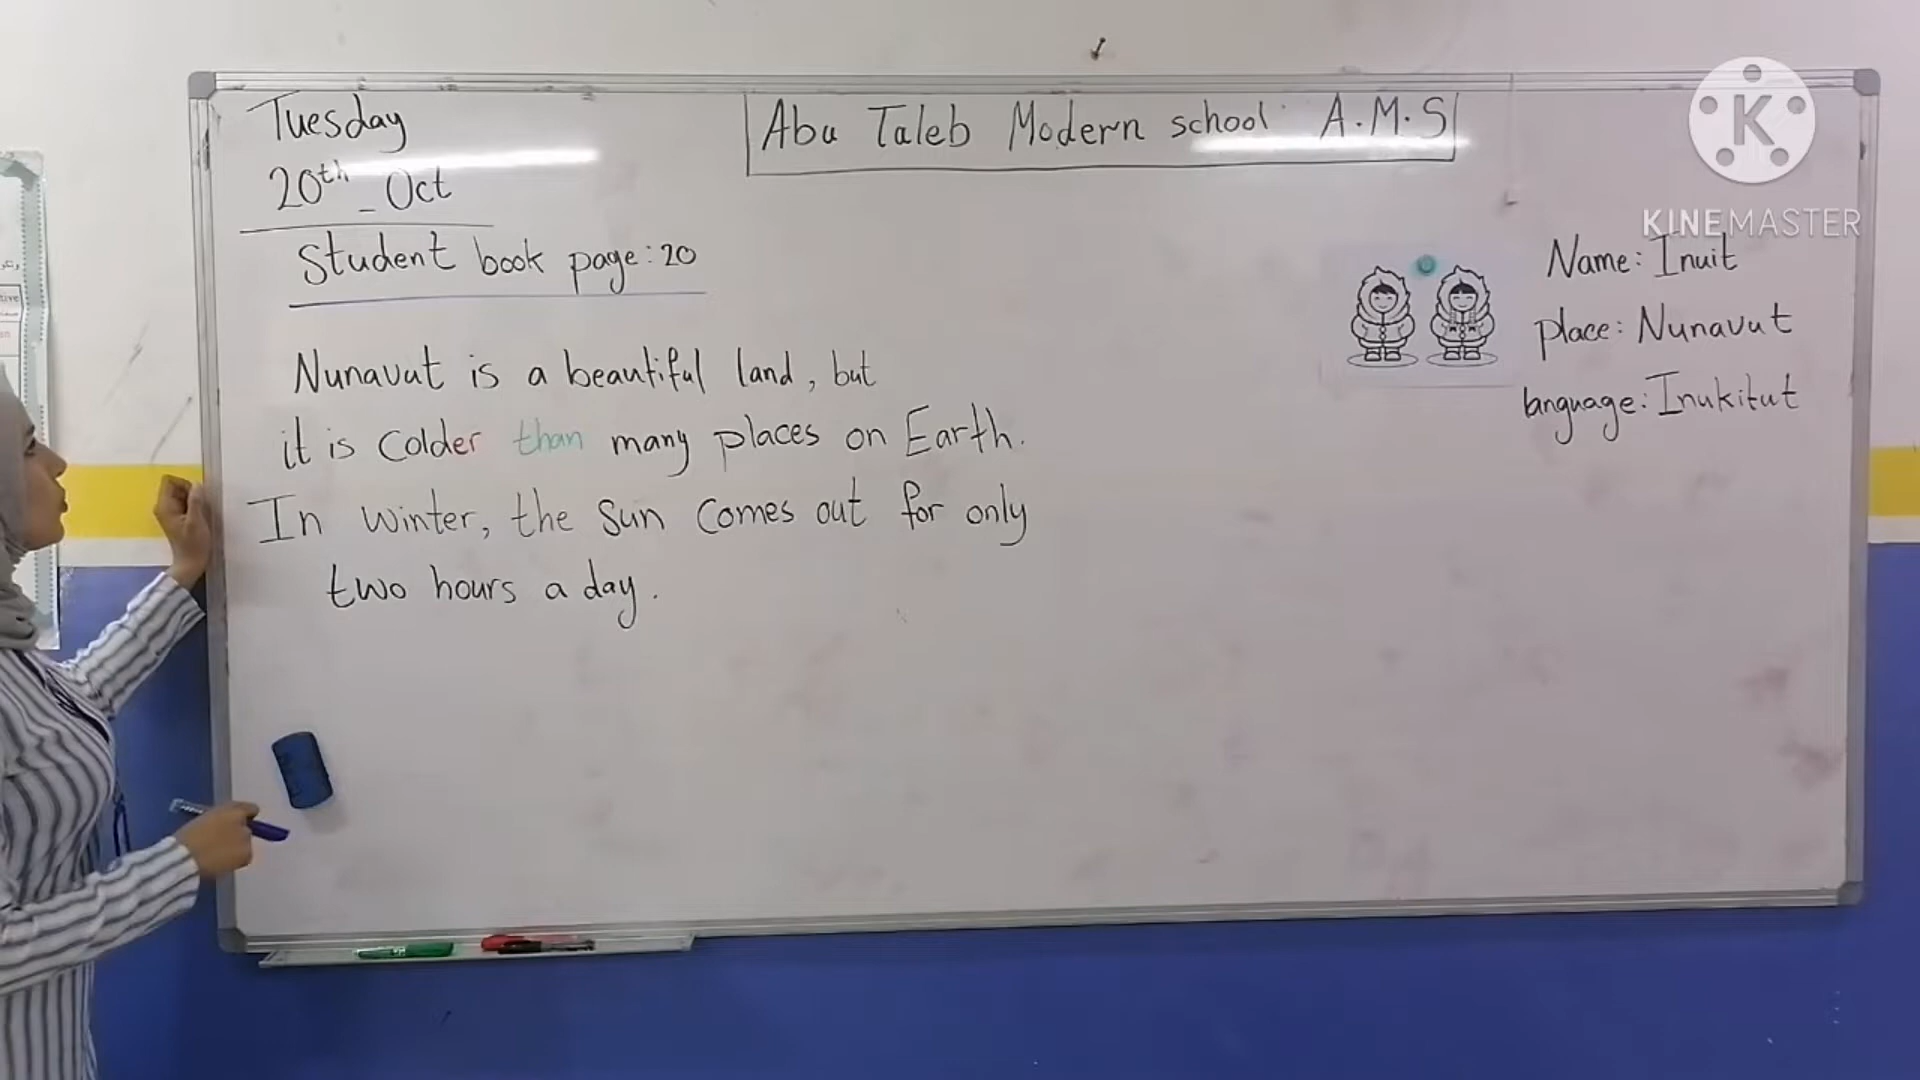 Tuesday
20th - Oct
Abu Taleb Modern school A.M.S
KINEMASTER
Student book page: 20
Name: Inuit
place: Nunavut
language: Inukitut
Nunavut is a beautiful land, but
it is colder than many places on Earth.
In winter, the sun comes out for only
two hours a day.